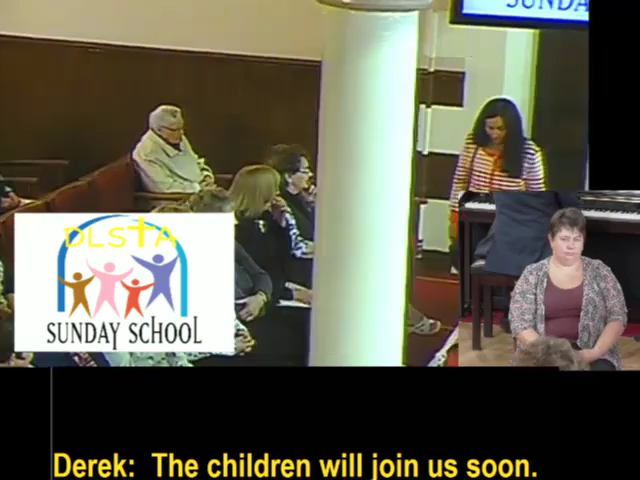 SUNDA
DLSTA
SUNDAY SCHOOL
Derek: The children will join us soon.